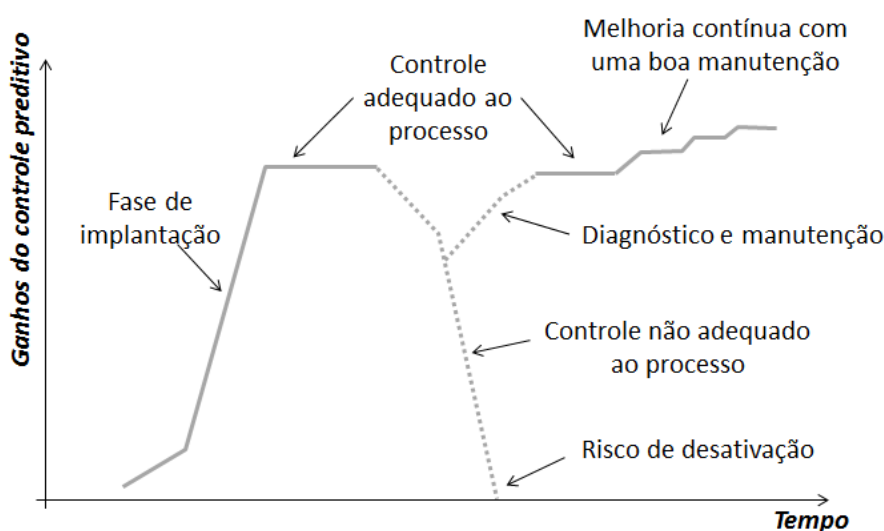 Melhoria contínua com
uma boa manutenção
Controle
adequado ao
processo
Ganhos do controle preditivo
Fase de
implantação
Diagnóstico e manutenção
Controle não adequado
ao processo
Risco de desativação
Tempo